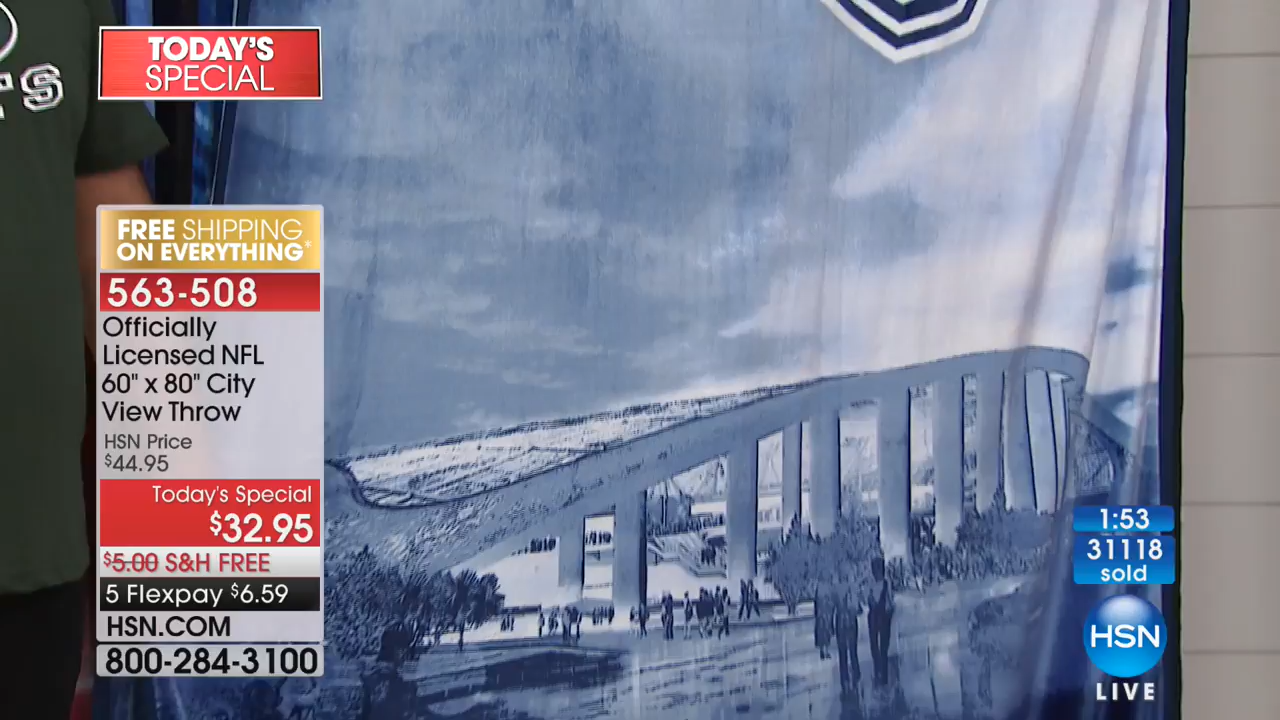 TODAY'S
SPECIAL
TS
FREE SHIPPING
ON EVERYTHING*
563-508
Officially
Licensed NFL
60" x 80" City
View Throw
HSN Price
$44.95
Today's Special
$32.95
$5.00 S&H FREE
5 Flexpay $6.59
HSN.COM
800-284-3100
1:53
31118
sold
HSN
LIVE